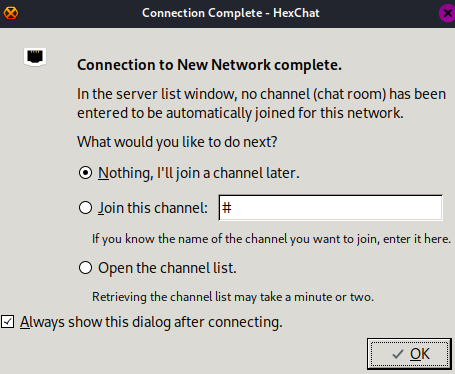 Connection Complete - HexChat
Connection to New Network complete.
In the server list window, no channel (chat room) has been
entered to be automatically joined for this network.
What would you like to do next?
Nothing, I'll join a channel later.
Join this channel: #
If you know the name of the channel you want to join, enter it here.
Open the channel list.
Retrieving the channel list may take a minute or two.
Always show this dialog after connecting.
OK